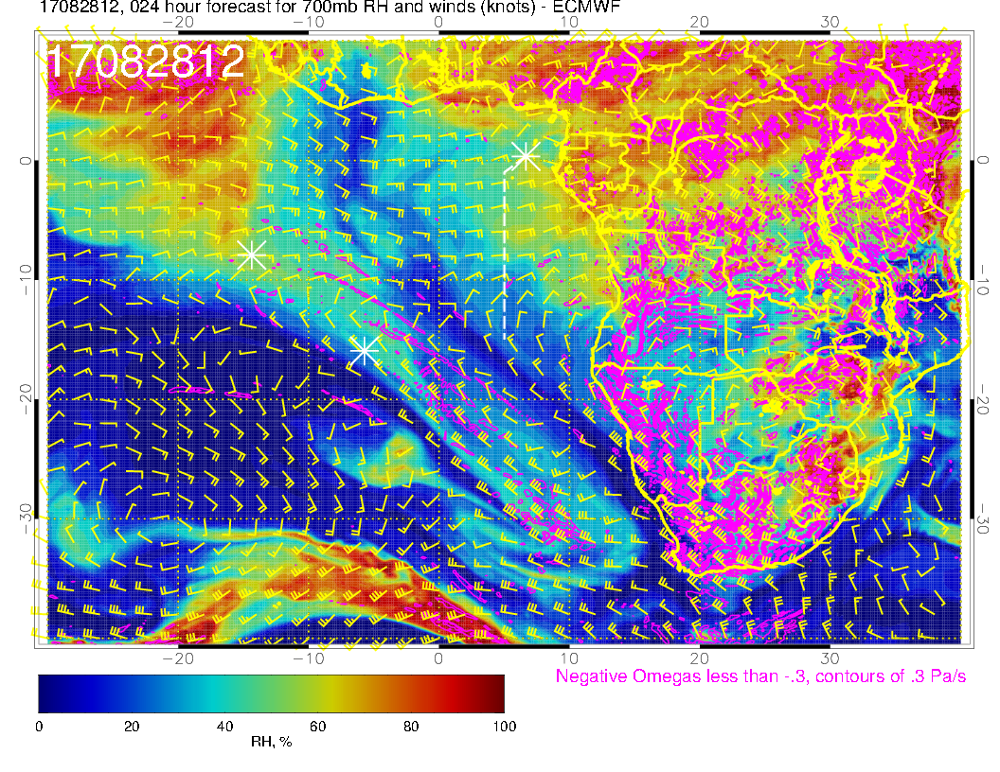 17082812, 024 hour forecast for 700mb RH and winds (knots) - ECMWF
−20 −10 0 10 20 30
17082812
0 0
−10 −10
−20 −20
−30 −30
−20 −10 0 10 20 30
Negative Omegas less than -.3, contours of .3 Pa/s
0 20 40 60 80 100
RH, %